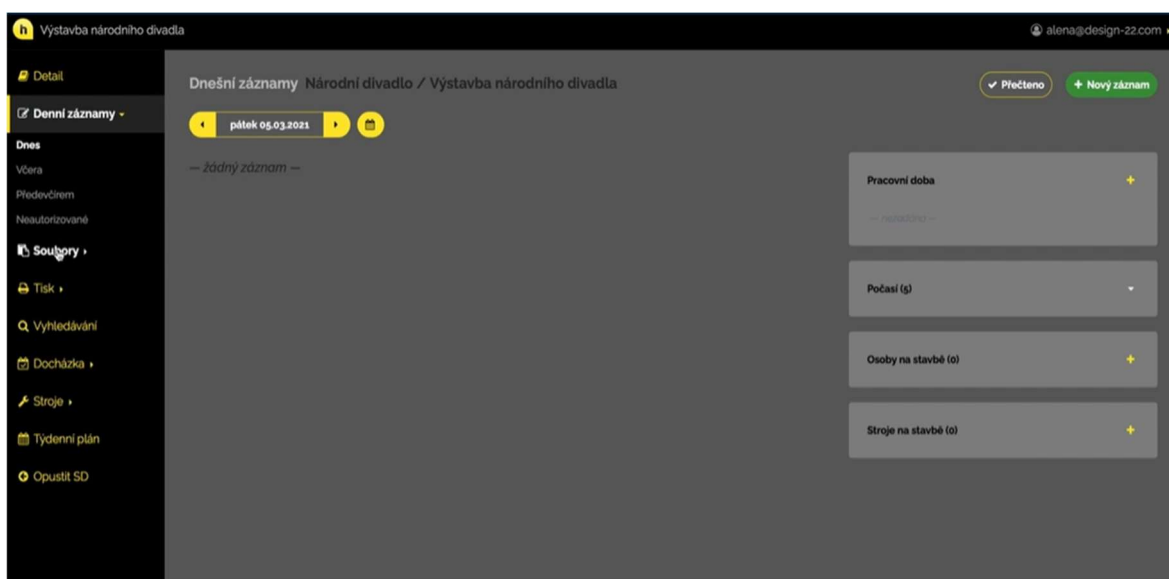 h Výstavba národního divadla
alena@design-22.com
Detail
Denní záznamy
Dnes
Včera
Předevčírem
Neautorizované
Soubory
Tisk
Vyhledávání
Docházka
Stroje
Týdenní plán
Opustit SD
Dnešní záznamy Národní divadlo / Výstavba národního divadla
Přečteno
+ Nový záznam
pátek 05.03.2021
— žádný záznam —
Pracovní doba
Počasí (5)
Osoby na stavbě (0)
Stroje na stavbě (0)